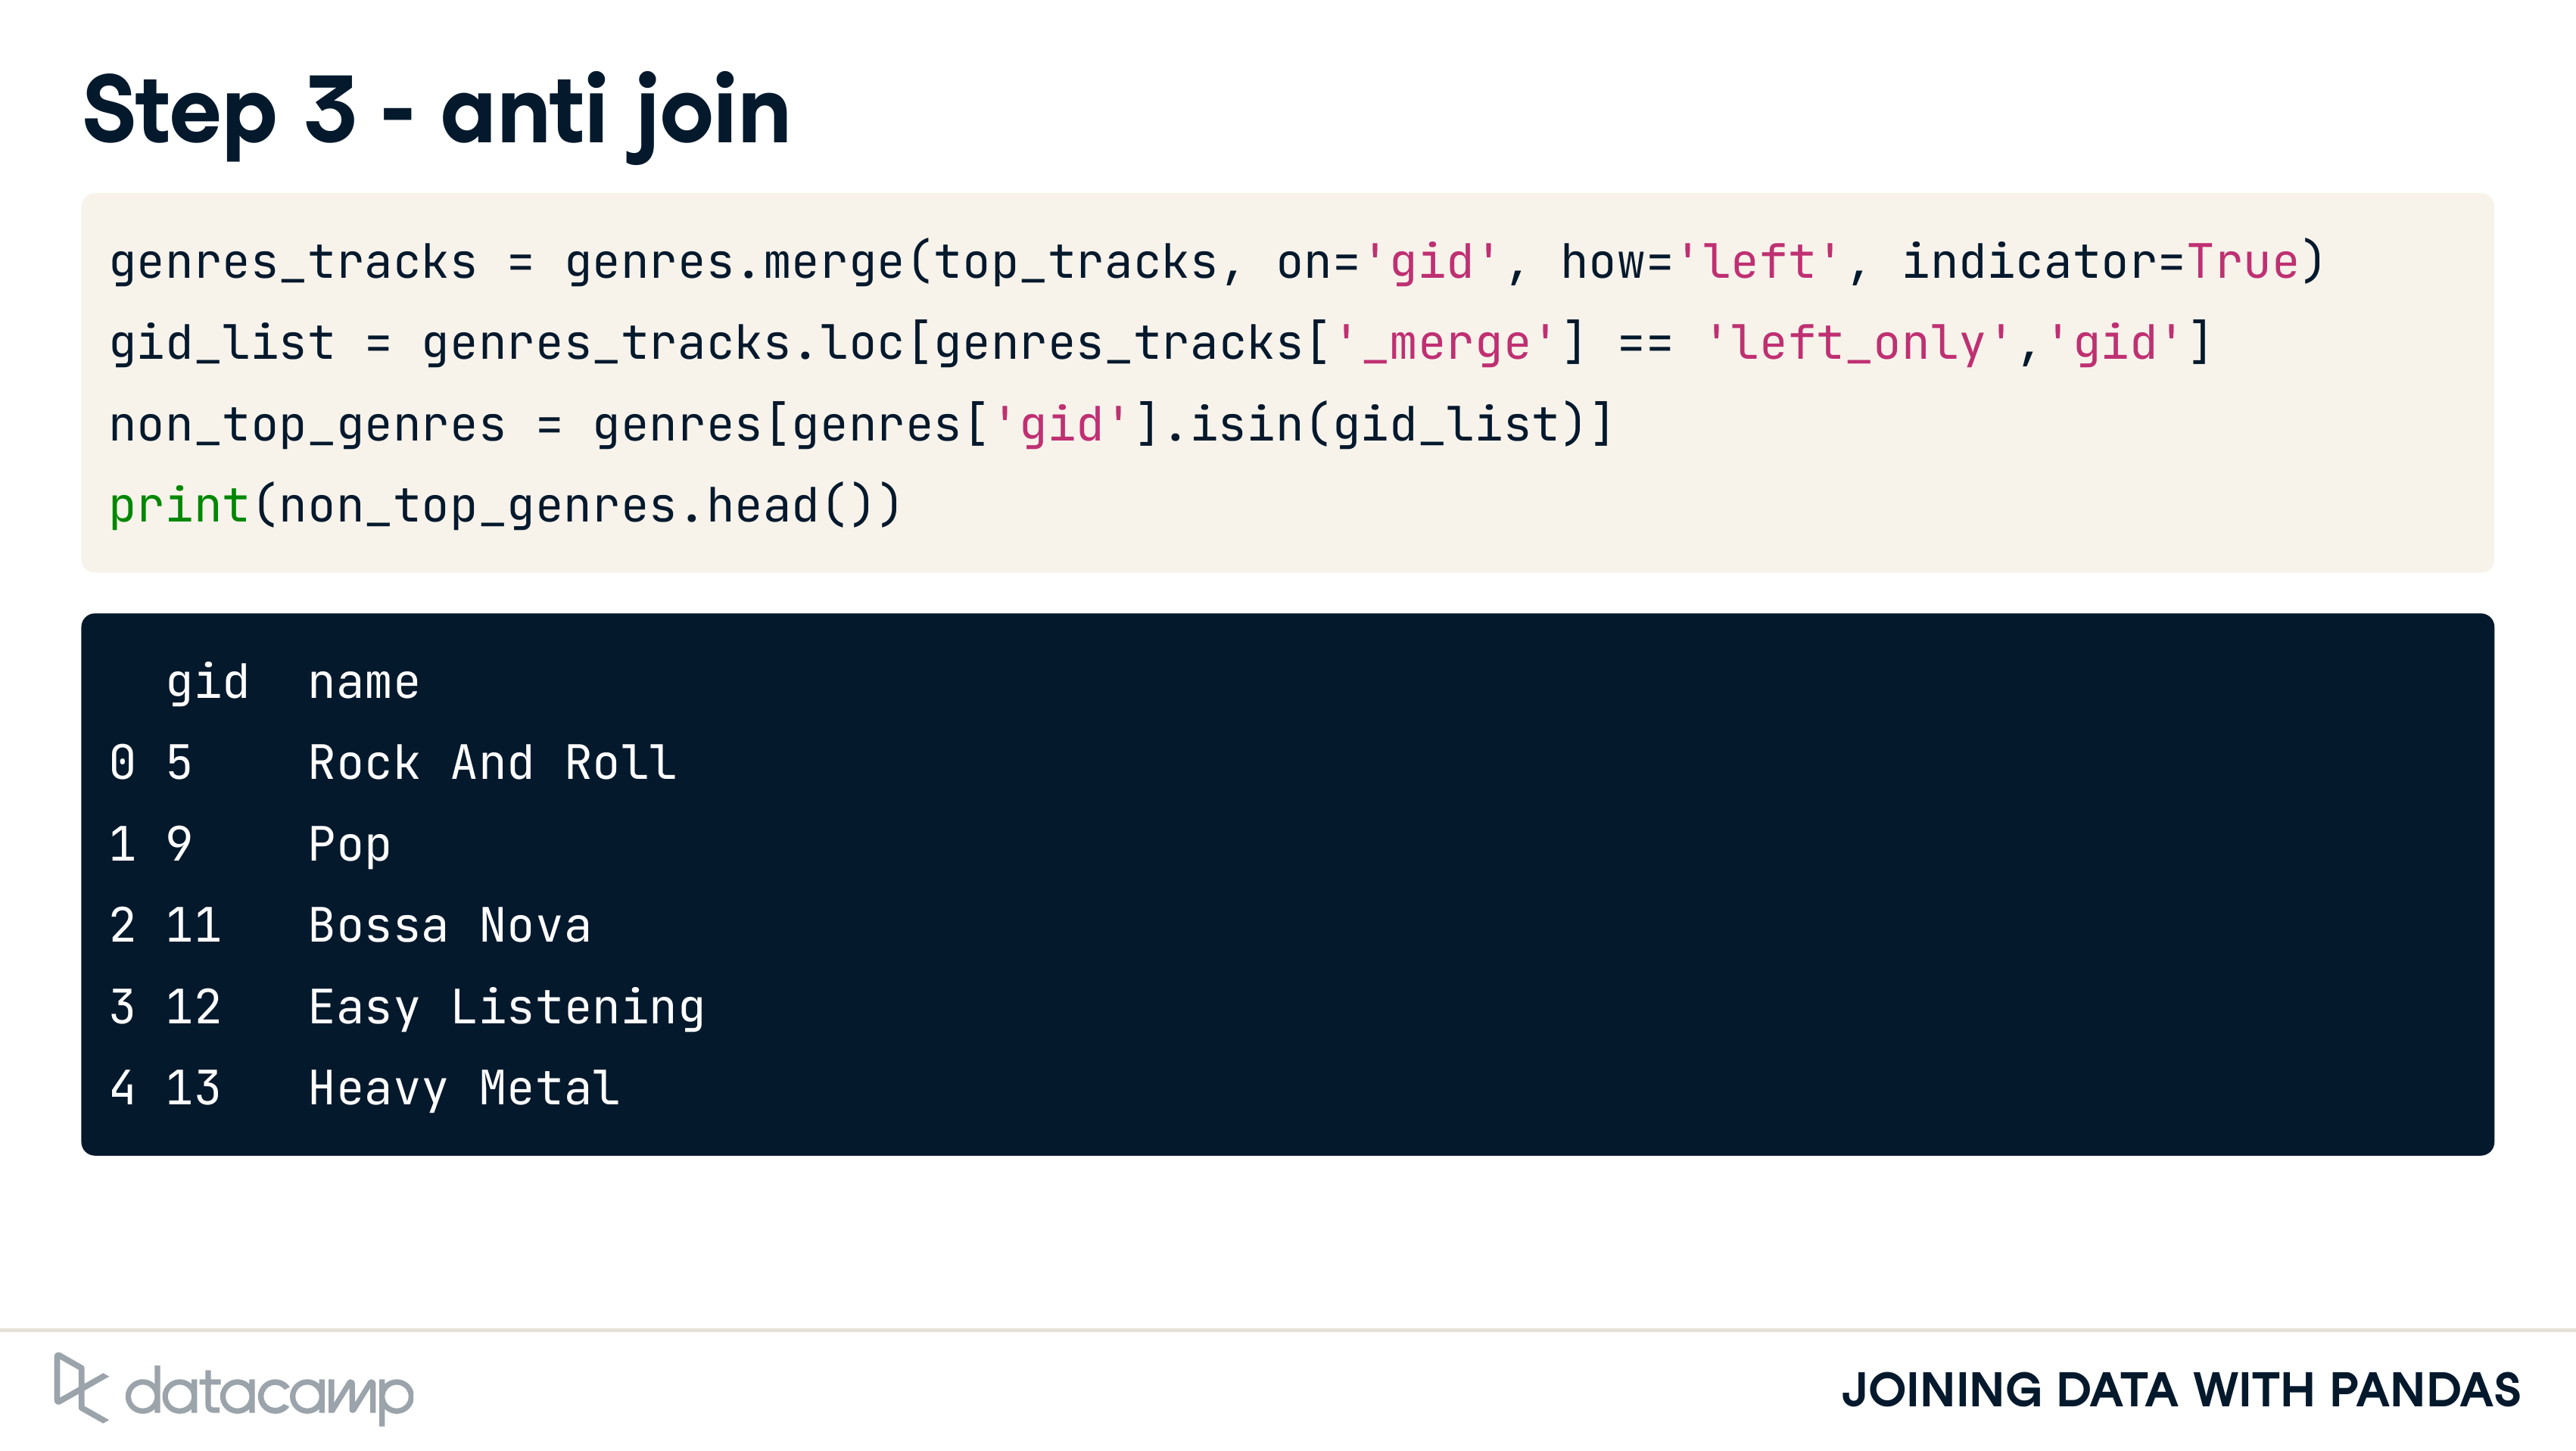 Step 3 - anti join
genres_tracks = genres.merge(top_tracks, on='gid', how='left', indicator=True)
gid_list = genres_tracks.loc[genres_tracks['_merge'] == 'left_only','gid']
non_top_genres = genres[genres['gid'].isin(gid_list)]
print(non_top_genres.head())
  gid  name
0 5    Rock And Roll
1 9    Pop
2 11   Bossa Nova
3 12   Easy Listening
4 13   Heavy Metal
datacamp
JOINING DATA WITH PANDAS